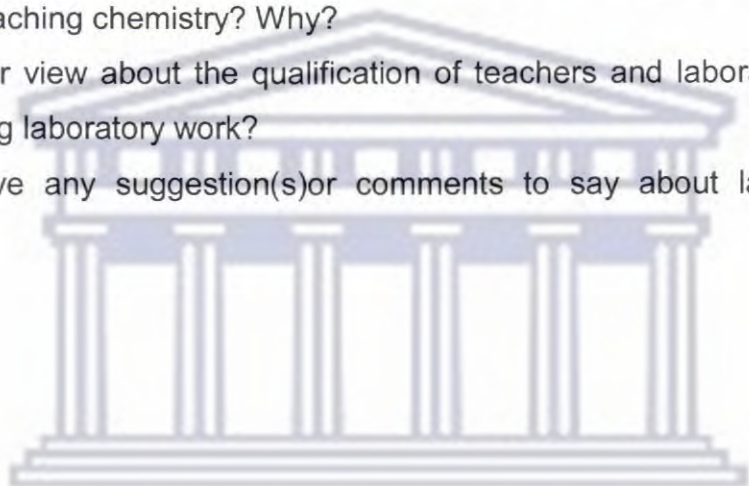 aching chemistry? Why?
r view about the qualification of teachers and labora
g laboratory work?
ve any suggestion(s)or comments to say about la